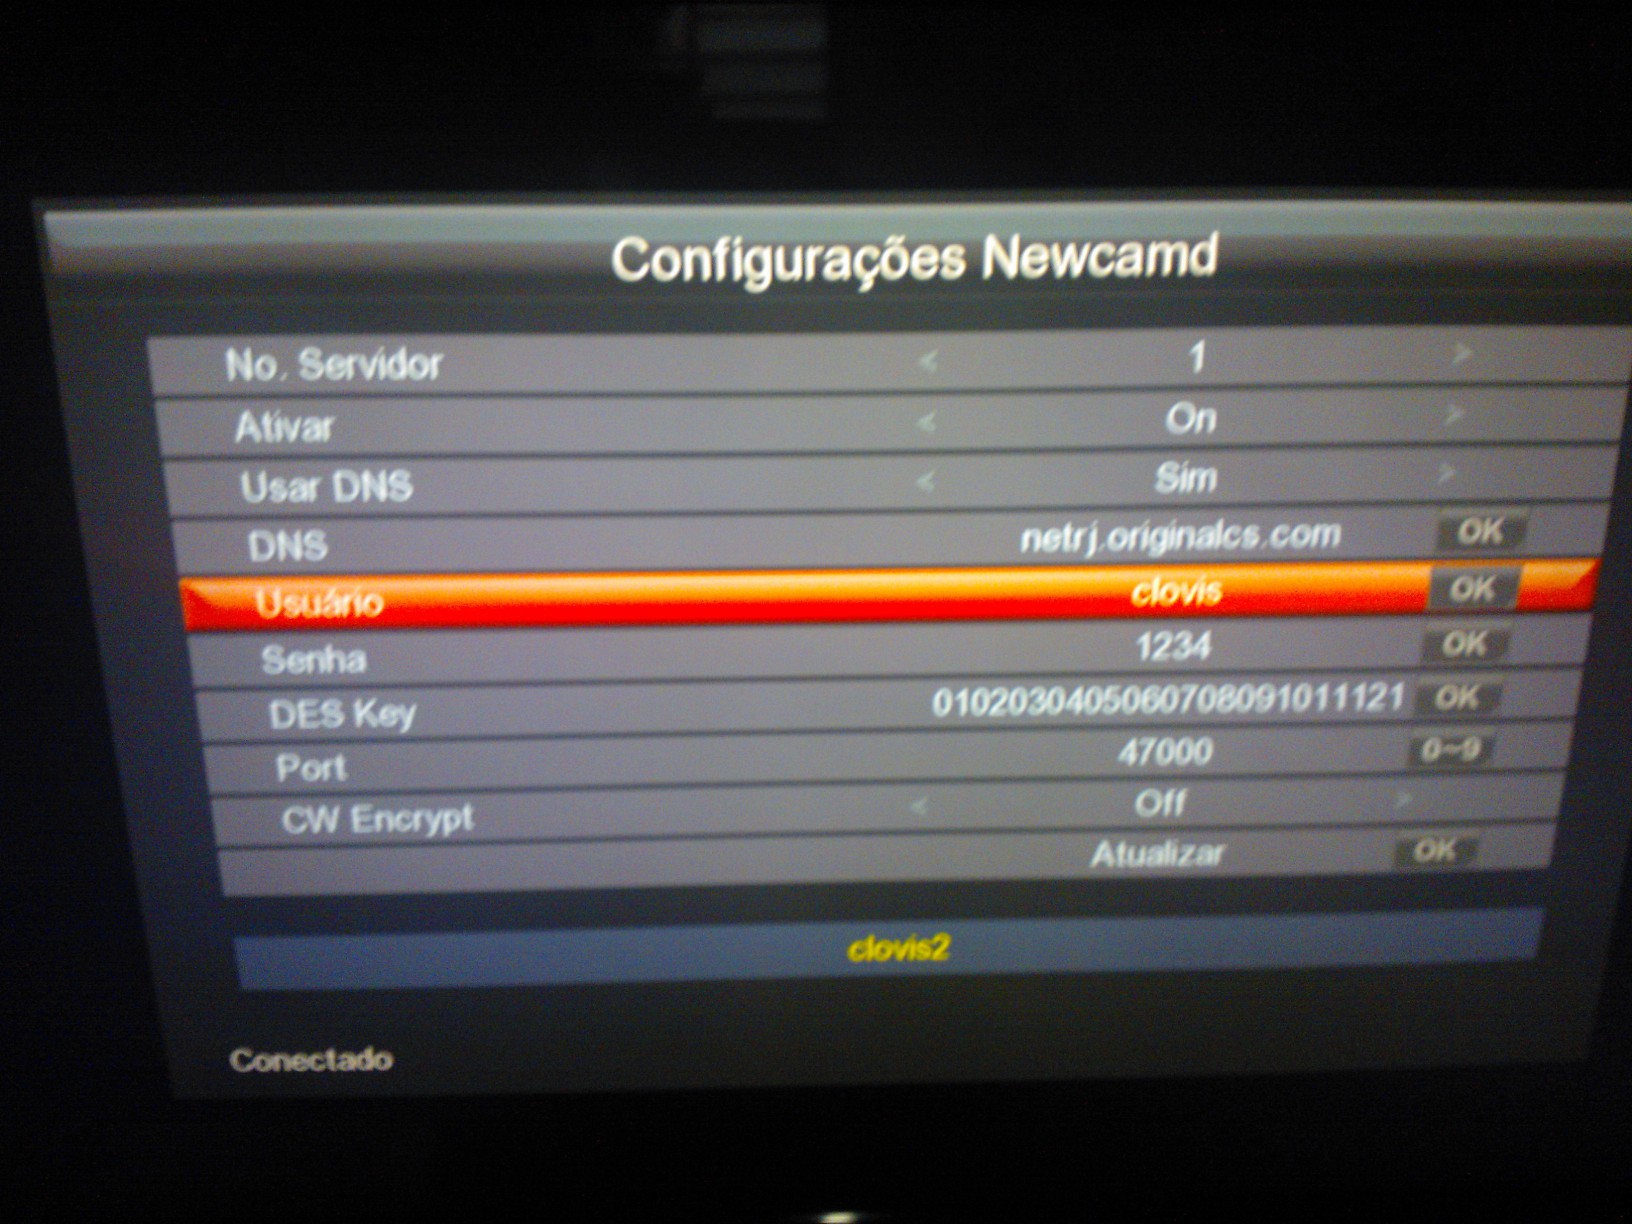 Configurações Newcamd
No. Servidor < 1 >
Ativar < On >
Usar DNS < Sim >
DNS netrj.originalcs.com OK
Usuário clovis OK
Senha 1234 OK
DES Key 0102030405060708091011121 OK
Port 47000 0~9
CW Encrypt < Off >
Atualizar OK
clovis2
Conectado